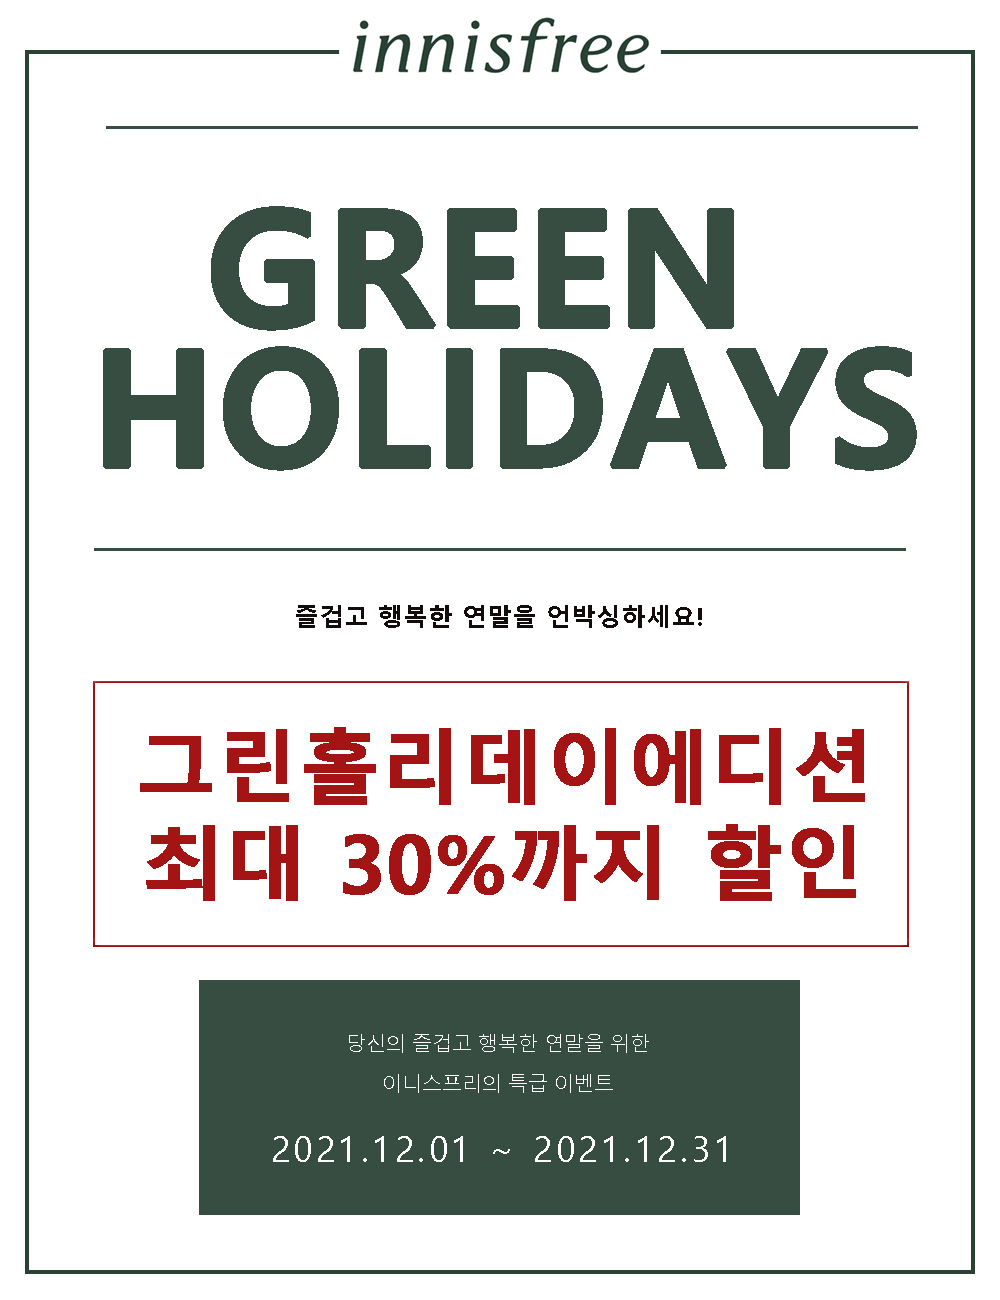 innisfree
GREEN
HOLIDAYS
즐겁고 행복한 연말을 언박싱하세요!
그린홀리데이에디션
최대 30%까지 할인
당신의 즐겁고 행복한 연말을 위한
이니스프리의 특급 이벤트
2021.12.01 ~ 2021.12.31